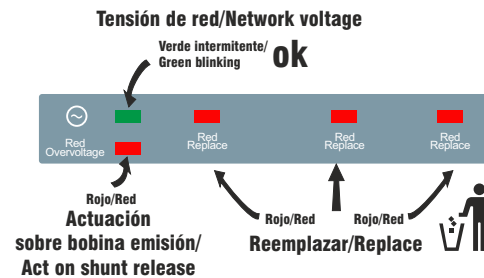 Tensión de red/Network voltage
Verde intermitente/
Green blinking
ok
Red
Overvoltage
Red
Replace
Red
Replace
Red
Replace
Rojo/Red
Actuación
sobre bobina emisión/
Act on shunt release
Rojo/Red
Rojo/Red
Reemplazar/Replace